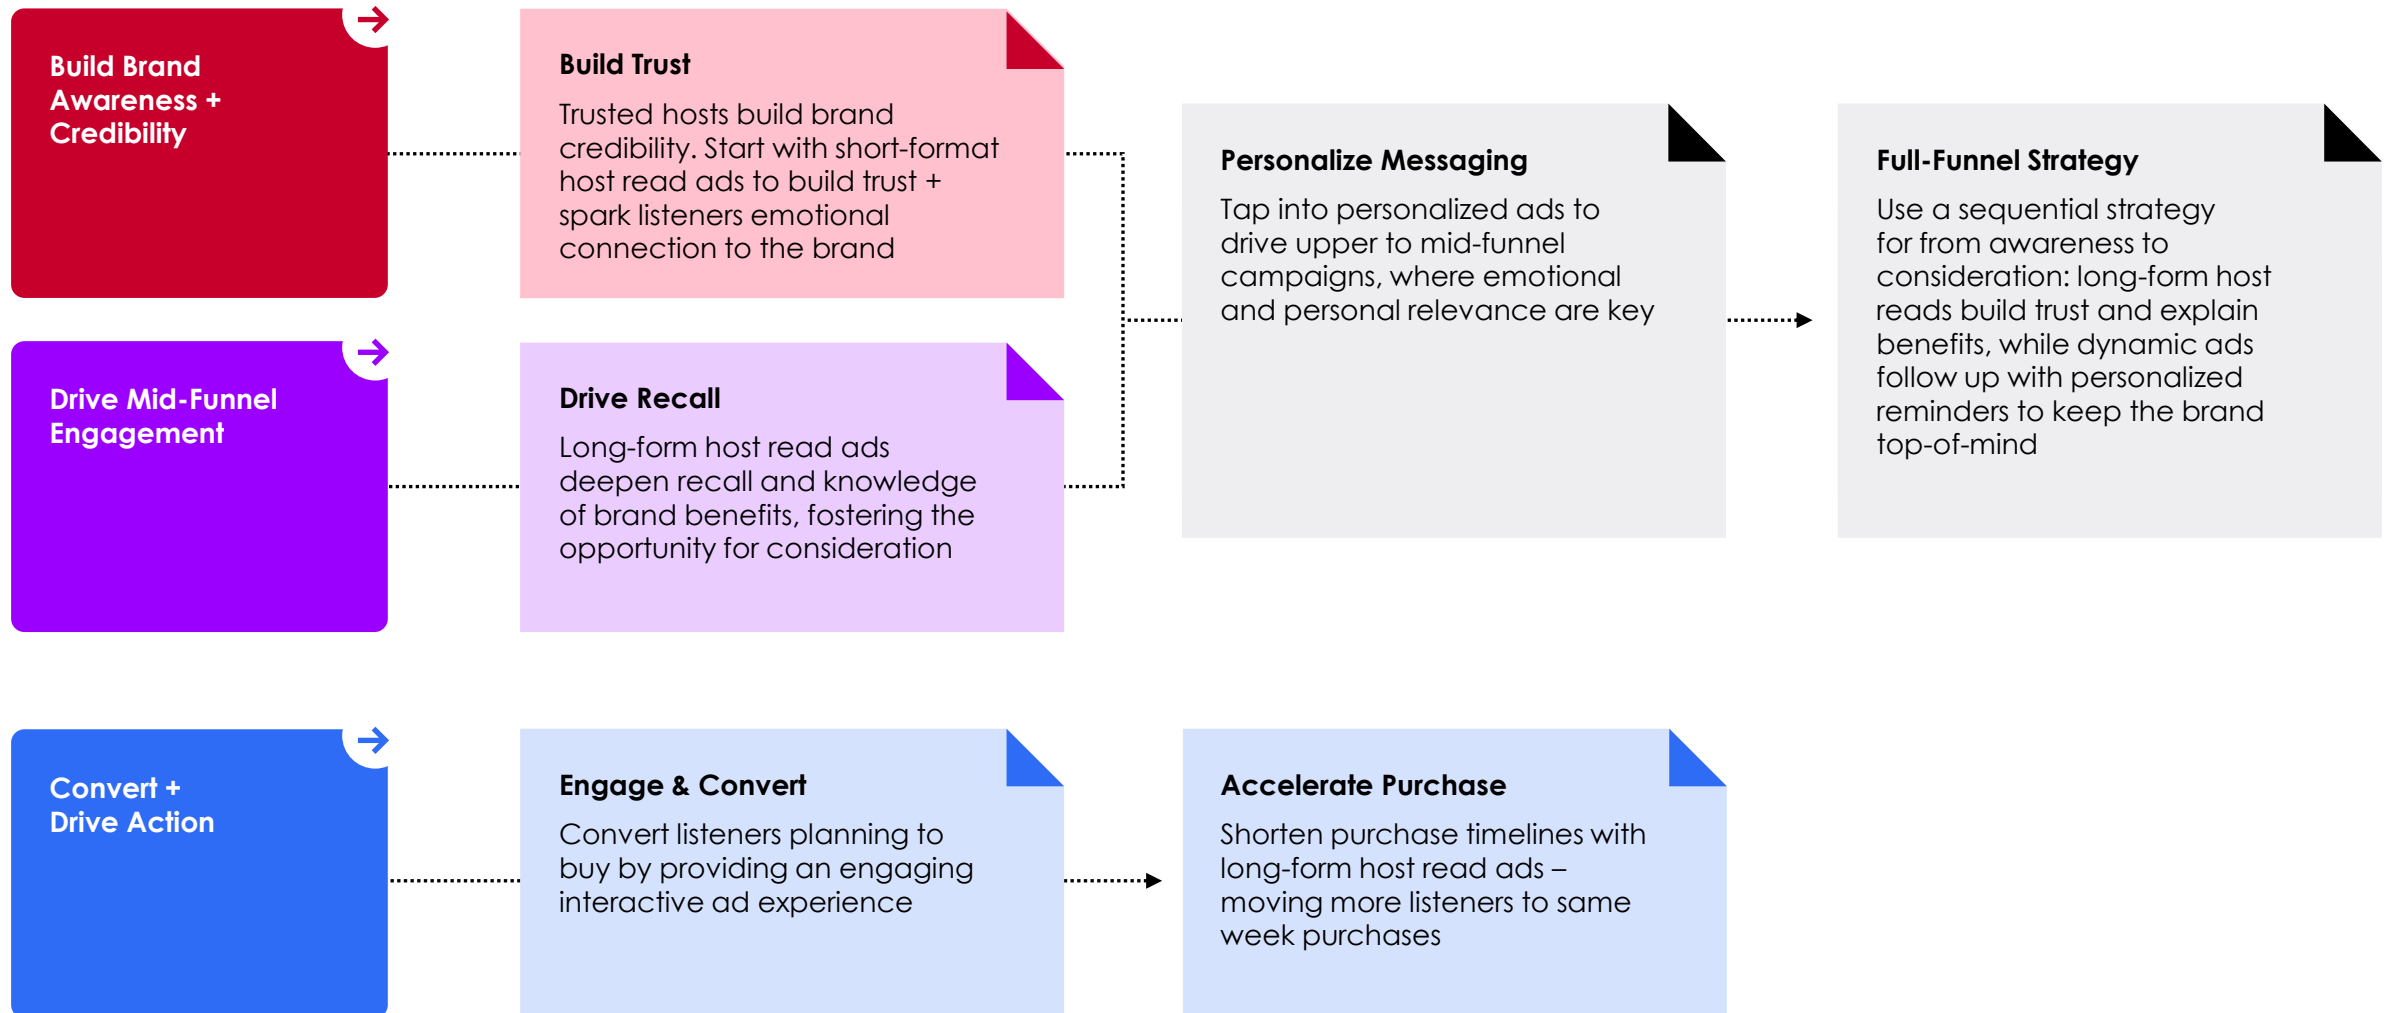 Build Brand
Awareness +
Credibility
Build Trust
Trusted hosts build brand
credibility. Start with short-format
host read ads to build trust +
spark listeners emotional
connection to the brand
Drive Mid-Funnel
Engagement
Drive Recall
Long-form host read ads
deepen recall and knowledge
of brand benefits, fostering the
opportunity for consideration
Personalize Messaging
Tap into personalized ads to
drive upper to mid-funnel
campaigns, where emotional
and personal relevance are key
Full-Funnel Strategy
Use a sequential strategy
for from awareness to
consideration: long-form host
reads build trust and explain
benefits, while dynamic ads
follow up with personalized
reminders to keep the brand
top-of-mind
Convert +
Drive Action
Engage & Convert
Convert listeners planning to
buy by providing an engaging
interactive ad experience
Accelerate Purchase
Shorten purchase timelines with
long-form host read ads –
moving more listeners to same
week purchases